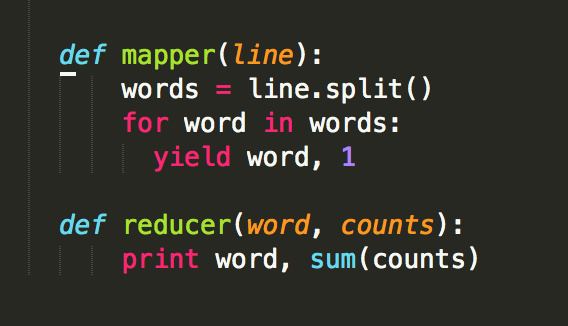 def mapper(line):
    words = line.split()
    for word in words:
      yield word, 1

def reducer(word, counts):
    print word, sum(counts)